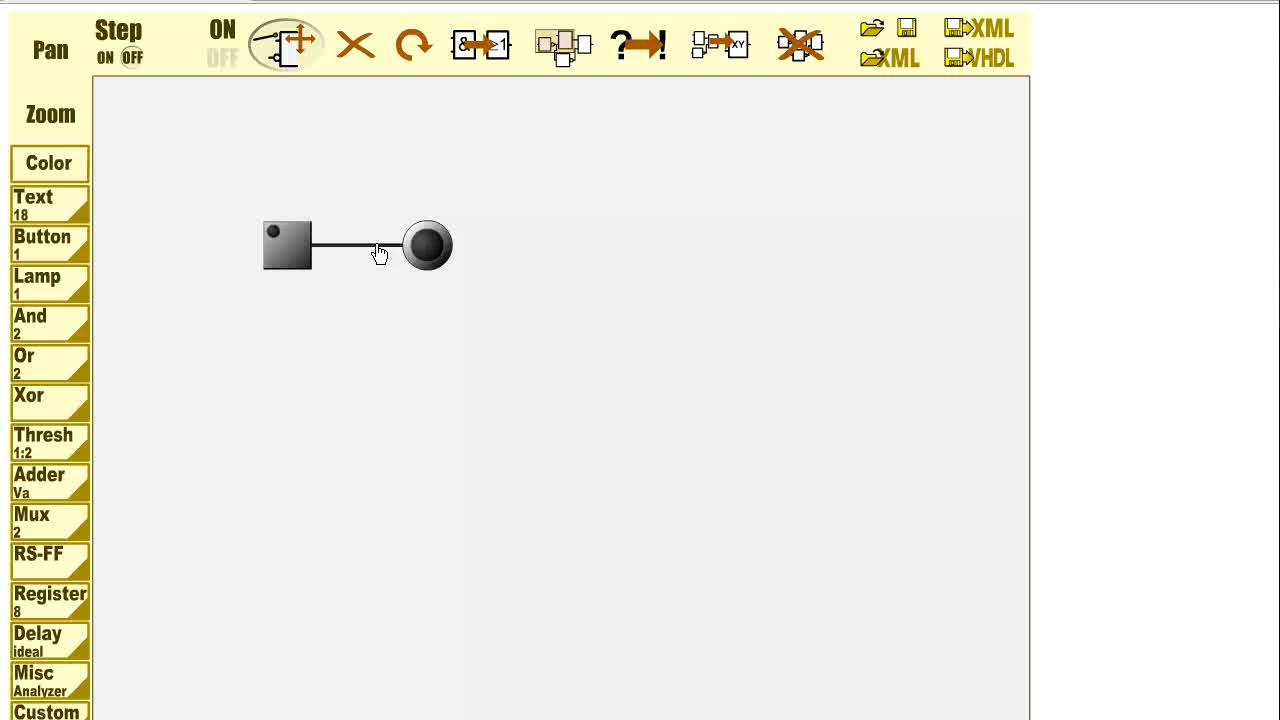 Pan
Step
ON OFF
ON
OFF
& ≥1
? !
XY
XML
XML
VHDL
Zoom
Color
Text
18
Button
1
Lamp
1
And
2
Or
2
Xor
Thresh
1:2
Adder
Va
Mux
2
RS-FF
Register
8
Delay
ideal
Misc
Analyzer
Custom